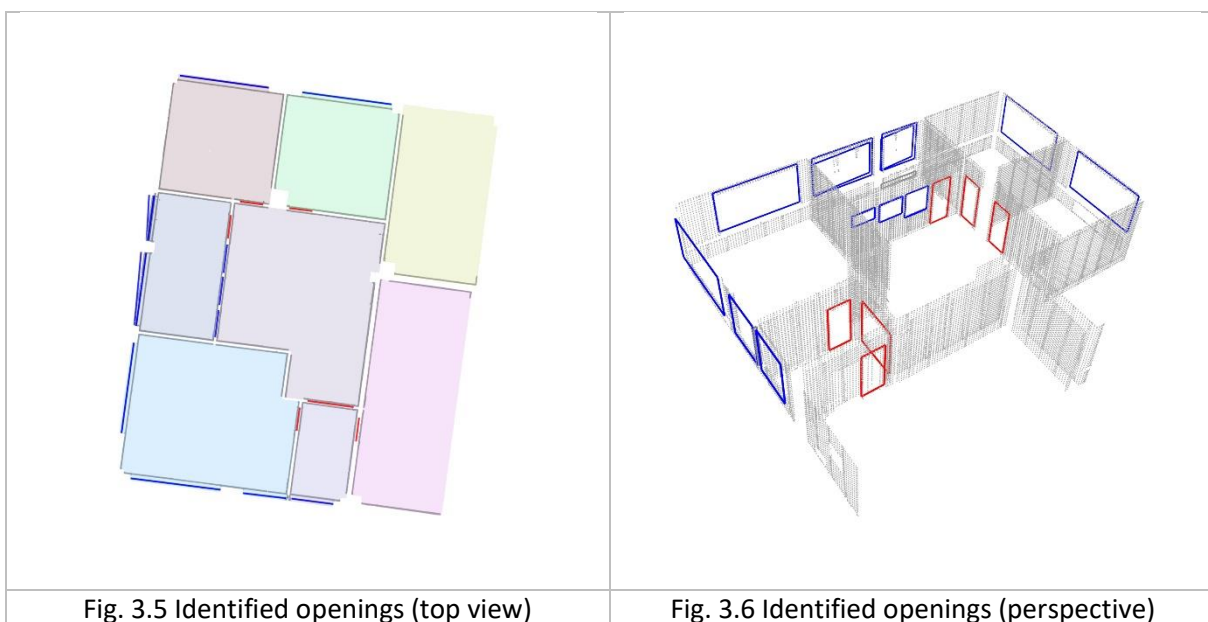 Fig. 3.5 Identified openings (top view)
Fig. 3.6 Identified openings (perspective)